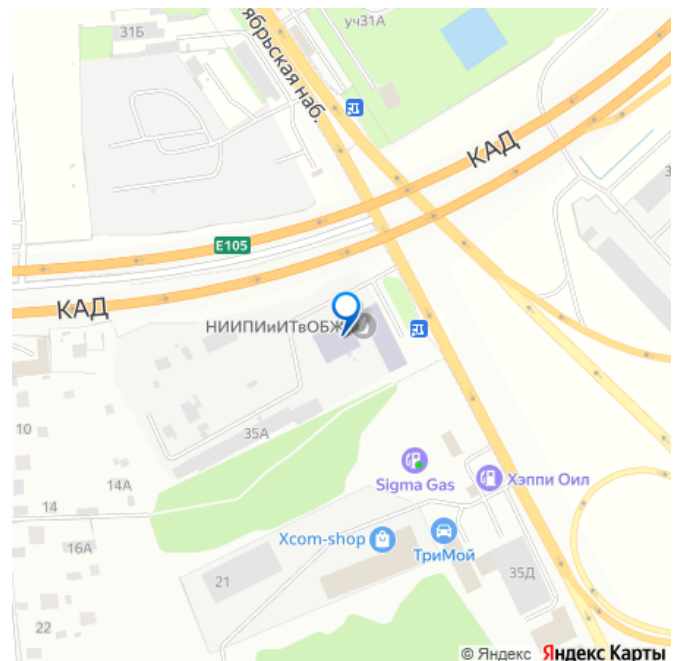 31Б
уч31А
ябрьская наб.
КАД
E105
КАД
НИИПИиИТвОБЖ
10
35А
14А
14
Sigma Gas
Хэппи Оил
16А
Xcom-shop
ТриМой
21
35Д
22
© Яндекс Яндекс Карты